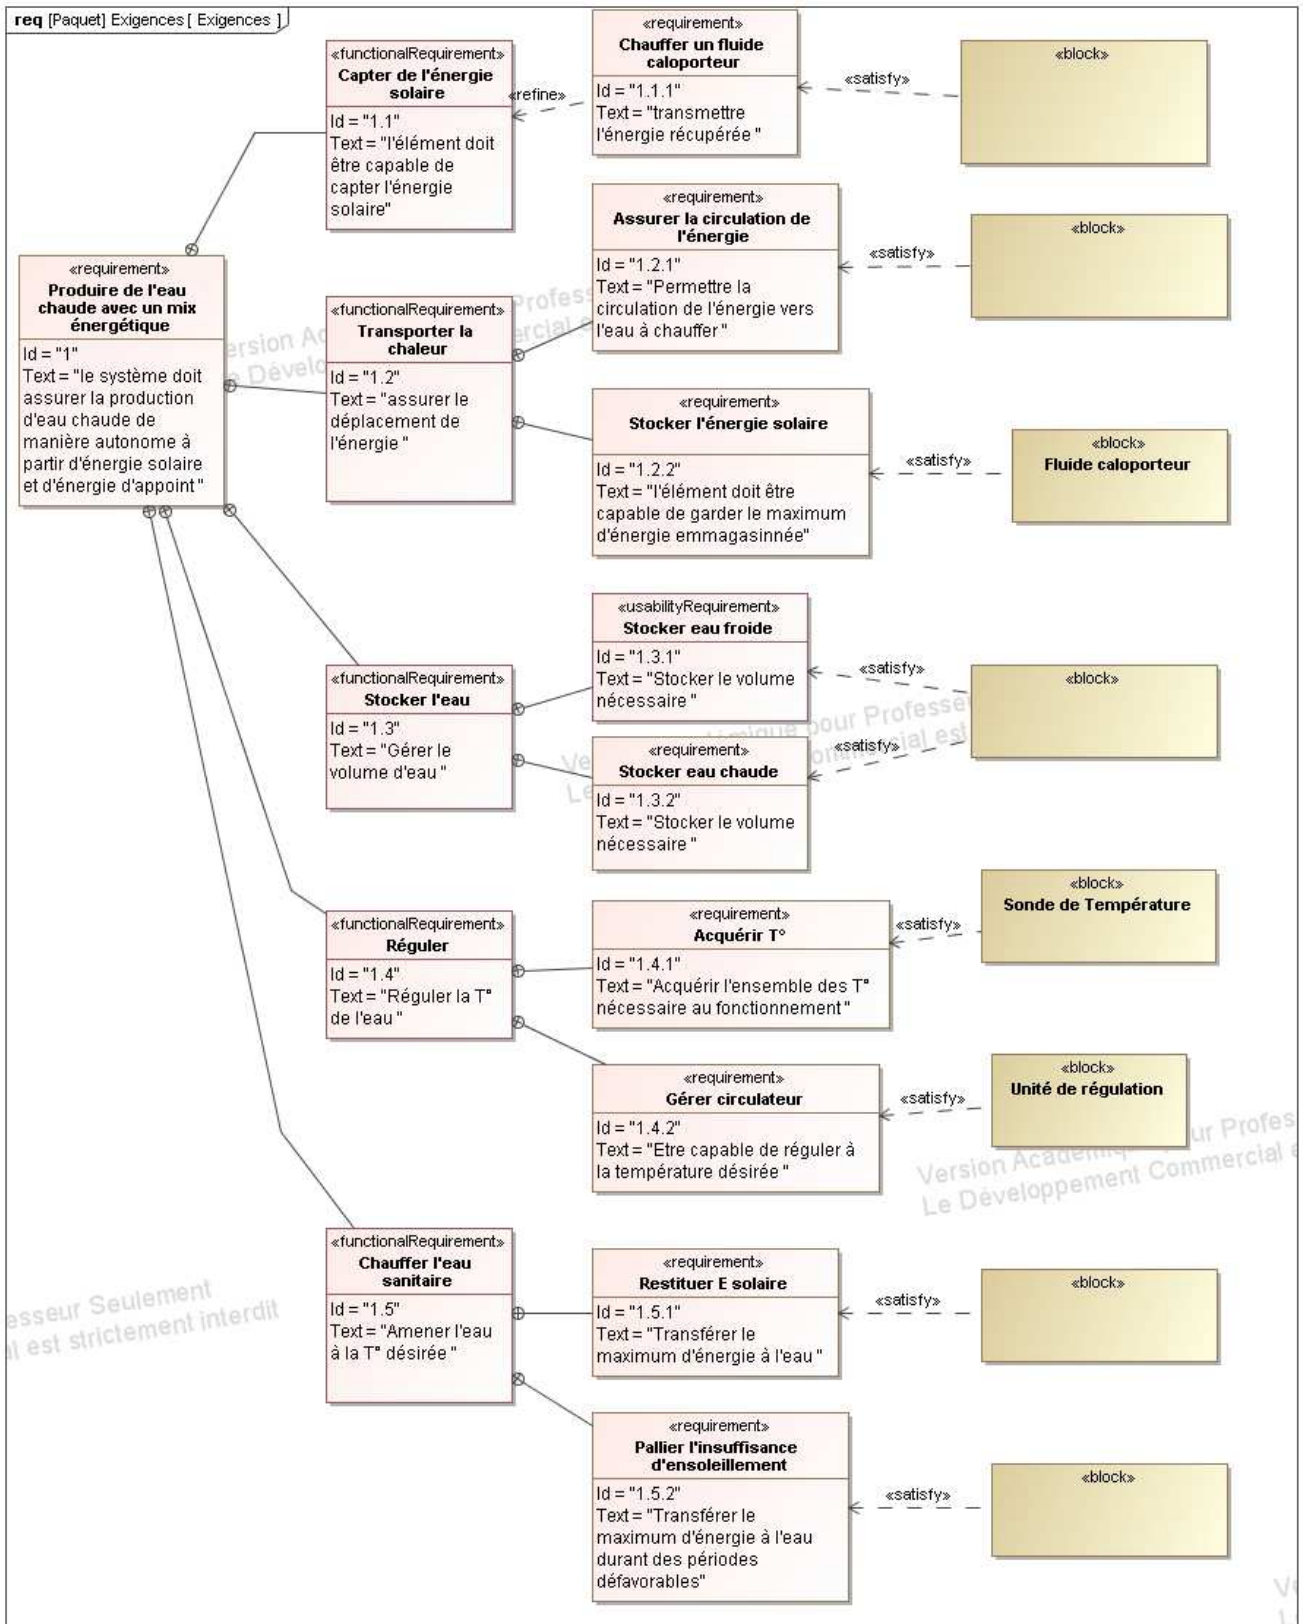 req [Paquet] Exigences [ Exigences ]
«functionalRequirement»
Capter de l'énergie
solaire
Id = "1.1"
Text = "l'élément doit
être capable de
capter l'énergie
solaire"
«refine»
«requirement»
Chauffer un fluide
caloporteur
Id = "1.1.1"
Text = "transmettre
l'énergie récupérée "
«satisfy»
«block»
«requirement»
Assurer la circulation de
l'énergie
Id = "1.2.1"
Text = "Permettre la
circulation de l'énergie vers
l'eau à chauffer "
«satisfy»
«block»
«requirement»
Produire de l'eau
chaude avec un mix
énergétique
Id = "1"
Text = "le système doit
assurer la production
d'eau chaude de
manière autonome à
partir d'énergie solaire
et d'énergie d'appoint "
«functionalRequirement»
Transporter la
chaleur
Id = "1.2"
Text = "assurer le
déplacement de
l'énergie "
«requirement»
Stocker l'énergie solaire
Id = "1.2.2"
Text = "l'élément doit être
capable de garder le maximum
d'énergie emmagasinnée"
«satisfy»
«block»
Fluide caloporteur
«usabilityRequirement»
Stocker eau froide
Id = "1.3.1"
Text = "Stocker le volume
nécessaire "
«satisfy»
«block»
«functionalRequirement»
Stocker l'eau
Id = "1.3"
Text = "Gérer le
volume d'eau "
«requirement»
Stocker eau chaude
Id = "1.3.2"
Text = "Stocker le volume
nécessaire "
«satisfy»
«functionalRequirement»
Réguler
Id = "1.4"
Text = "Réguler la T°
de l'eau "
«requirement»
Acquérir T°
Id = "1.4.1"
Text = "Acquérir l'ensemble des T°
nécessaire au fonctionnement "
«satisfy»
«block»
Sonde de Température
«requirement»
Gérer circulateur
Id = "1.4.2"
Text = "Etre capable de réguler à
la température désirée "
«satisfy»
«block»
Unité de régulation
Version Académique pour Profes
Le Développement Commercial e
«functionalRequirement»
Chauffer l'eau
sanitaire
Id = "1.5"
Text = "Amener l'eau
à la T° désirée "
«requirement»
Restituer E solaire
Id = "1.5.1"
Text = "Transférer le
maximum d'énergie à l'eau "
«satisfy»
«block»
esseur Seulement
al est strictement interdit
«requirement»
Pallier l'insuffisance
d'ensoleillement
Id = "1.5.2"
Text = "Transférer le
maximum d'énergie à l'eau
durant des périodes
défavorables"
«satisfy»
«block»